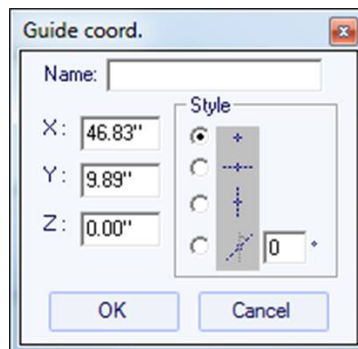 Guide coord.
Name:
Style
X: 46.83"
Y: 9.89"
Z: 0.00"
0 °
OK Cancel